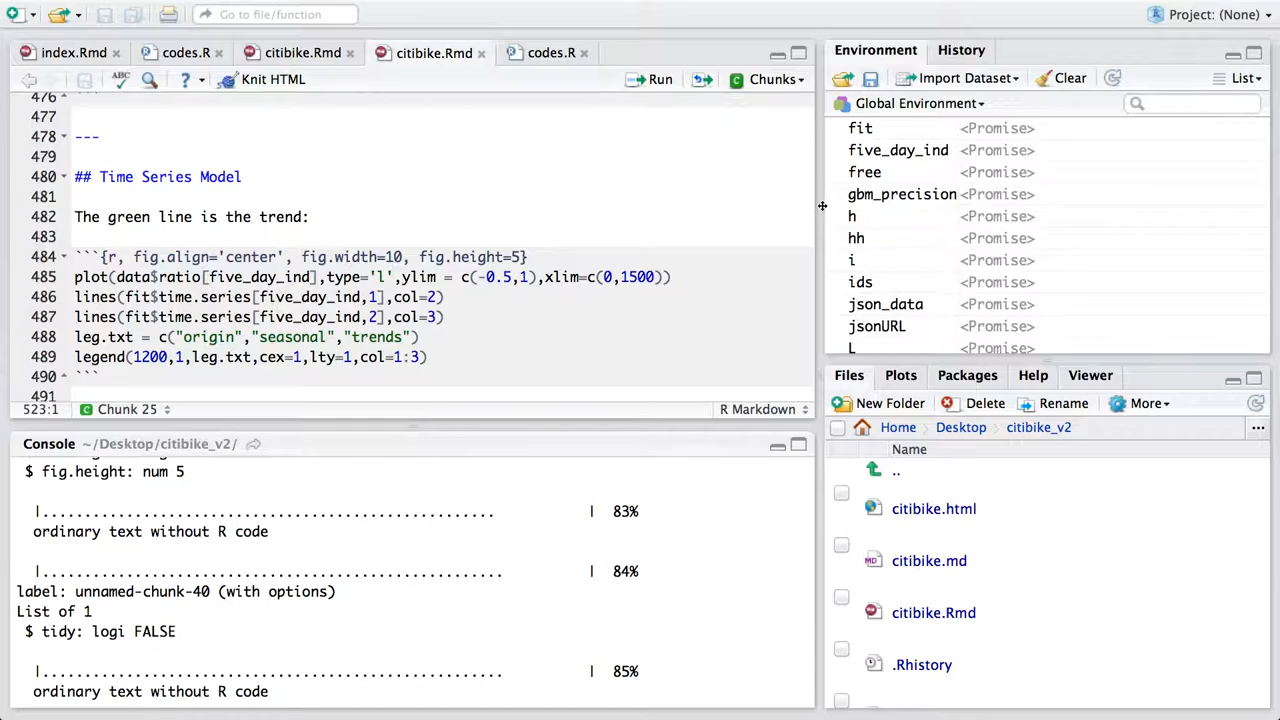 Go to file/function
Project: (None)
index.Rmd
codes.R
citibike.Rmd
citibike.Rmd
codes.R
ABC
?
Knit HTML
Run
Chunks
476
477
478 ---
479
480 ## Time Series Model
481
482 The green line is the trend:
483
484 ```{r, fig.align='center', fig.width=10, fig.height=5}
485 plot(data$ratio[five_day_ind],type='l',ylim = c(-0.5,1),xlim=c(0,1500))
486 lines(fit$time.series[five_day_ind,1],col=2)
487 lines(fit$time.series[five_day_ind,2],col=3)
488 leg.txt = c("origin","seasonal","trends")
489 legend(1200,1,leg.txt,cex=1,lty=1,col=1:3)
490 ```
491
523:1
Chunk 25
R Markdown
Console ~/Desktop/citibike_v2/
$ fig.height: num 5
|.................................................... | 83%
ordinary text without R code
|..................................................... | 84%
label: unnamed-chunk-40 (with options)
List of 1
$ tidy: logi FALSE
|..................................................... | 85%
ordinary text without R code
Environment
History
Import Dataset
Clear
List
Global Environment
fit <Promise>
five_day_ind <Promise>
free <Promise>
gbm_precision <Promise>
h <Promise>
hh <Promise>
i <Promise>
ids <Promise>
json_data <Promise>
jsonURL <Promise>
L <Promise>
Files
Plots
Packages
Help
Viewer
New Folder
Delete
Rename
More
Home
Desktop
citibike_v2
...
Name
..
citibike.html
MD
citibike.md
citibike.Rmd
.Rhistory